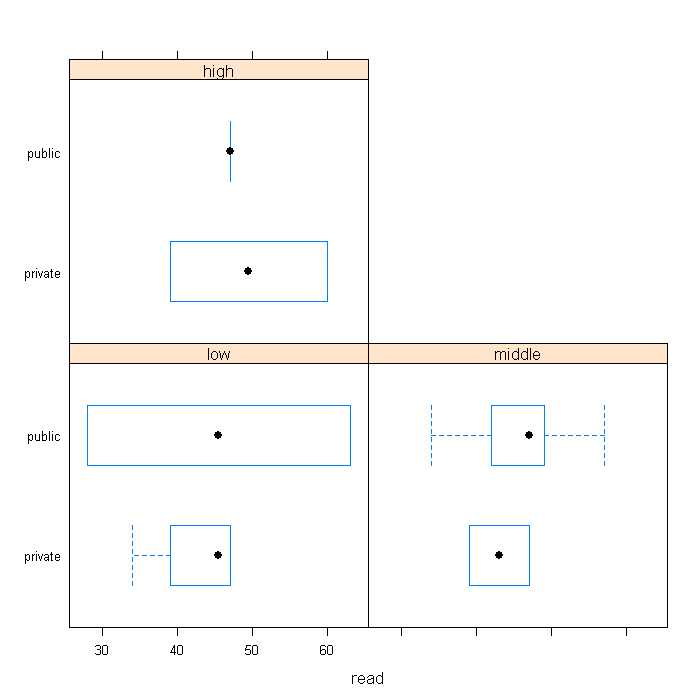 high
public
private
low
middle
public
private
30 40 50 60
read